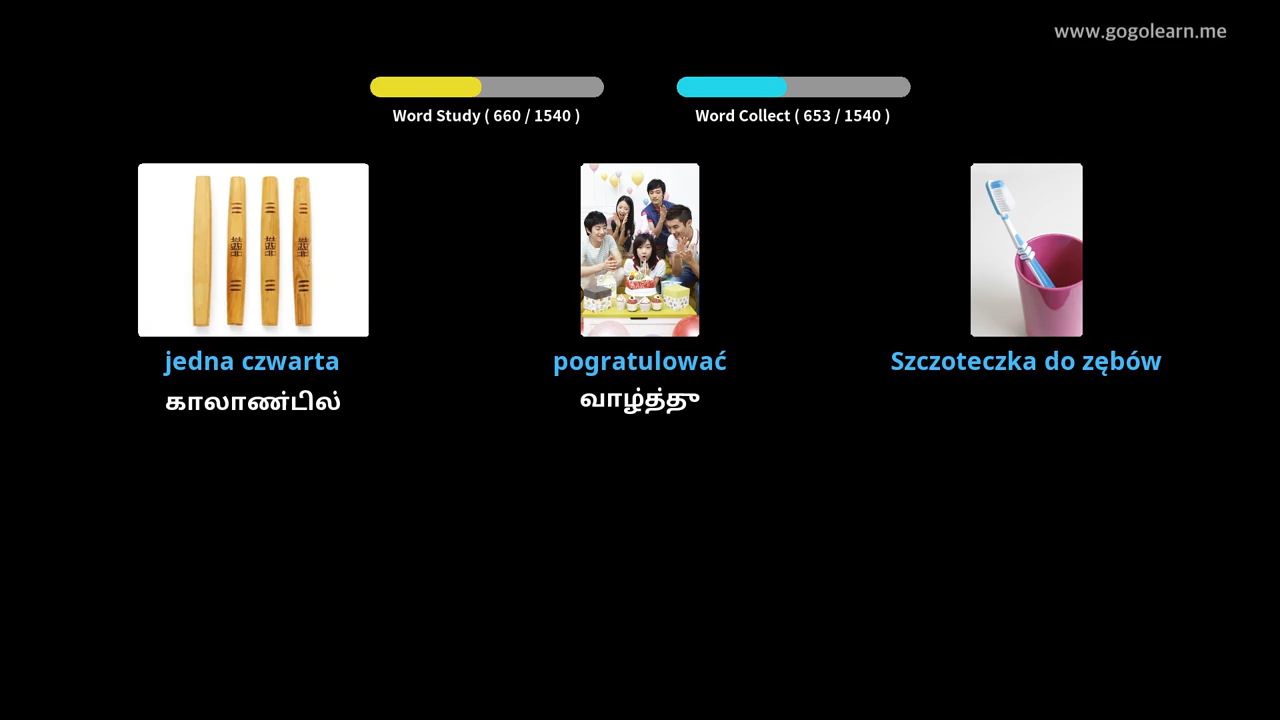 www.gogolearn.me
Word Study ( 660 / 1540 )
Word Collect ( 653 / 1540 )
jedna czwarta
pogratulować
Szczoteczka do zębów
காலாண்டில்
வாழ்த்து